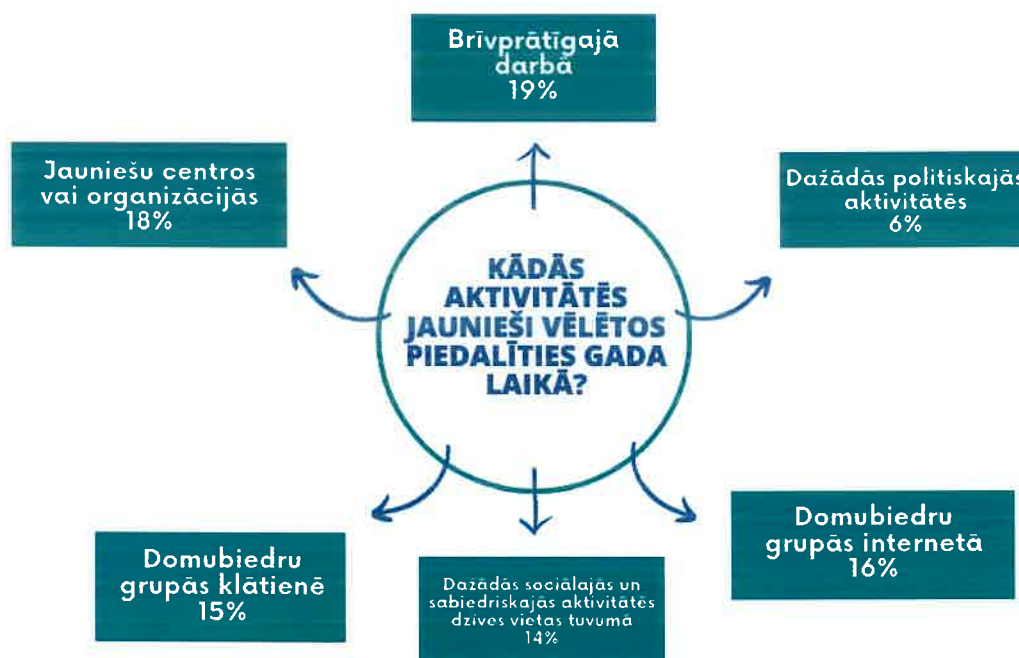 Brīvprātīgajā
darbā
19%
Jauniešu centros
vai organizācijās
18%
Dažādās politiskajās
aktivitātēs
6%
KĀDĀS
AKTIVITĀTĒS
JAUNIEŠI VĒLĒTOS
PIEDALĪTIES GADA
LAIKĀ?
Domubiedru
grupās klātienē
15%
Dažādās sociālajās un
sabiedriskajās aktivitātēs
dzīves vietas tuvumā
14%
Domubiedru
grupās internetā
16%